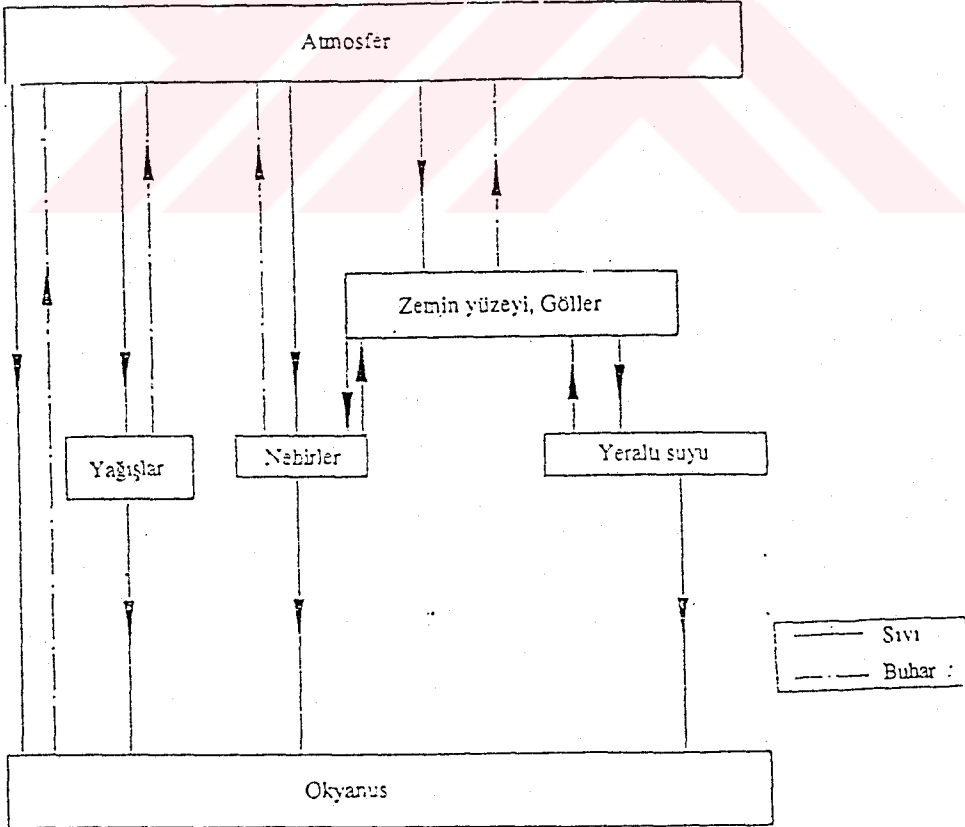 Atmosfer
Zemin yüzeyi, Göller
Yağışlar
Nehirler
Yeraltı suyu
Sıvı
Buhar
Okyanus